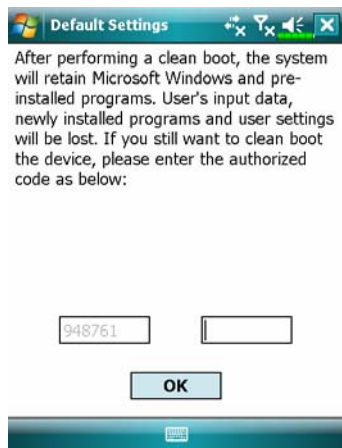 Default Settings
After performing a clean boot, the system
will retain Microsoft Windows and pre-
installed programs. User's input data,
newly installed programs and user settings
will be lost. If you still want to clean boot
the device, please enter the authorized
code as below:
948761
OK